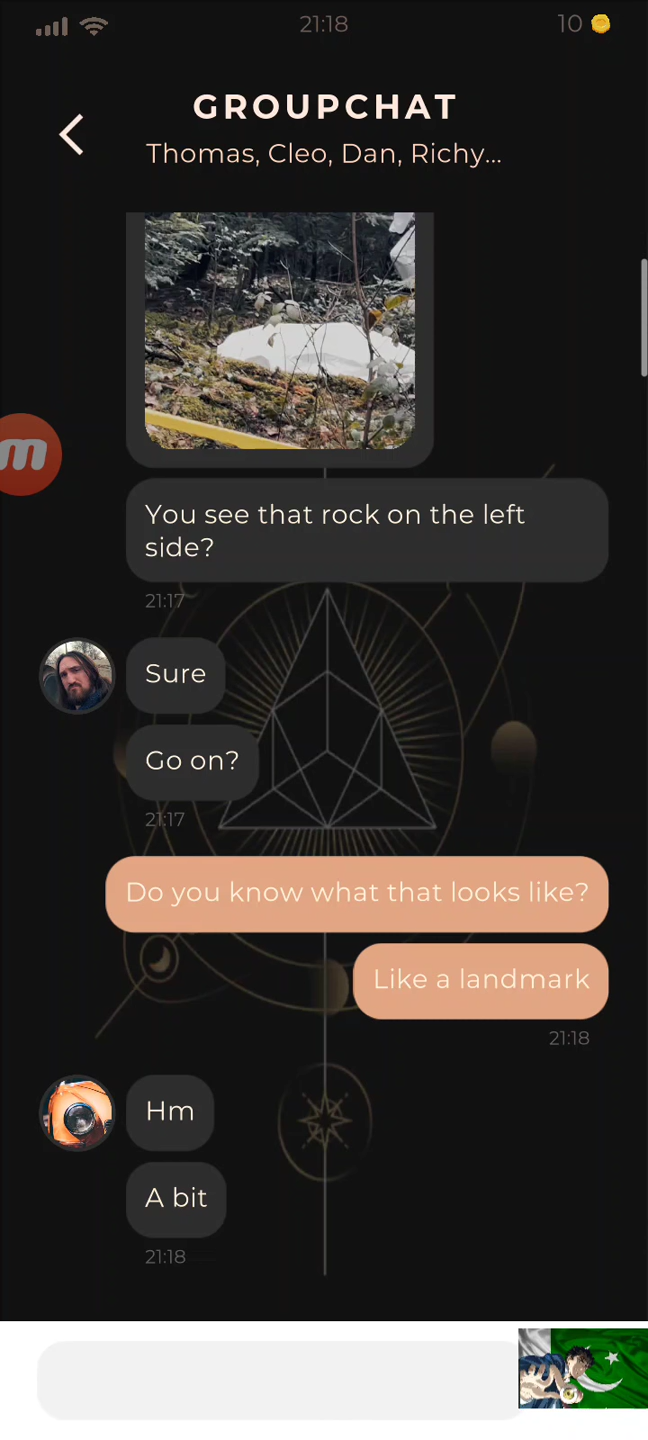 21:18
10
GROUPCHAT
Thomas, Cleo, Dan, Richy...
You see that rock on the left
side?
21:17
Sure
Go on?
21:17
Do you know what that looks like?
Like a landmark
21:18
Hm
A bit
21:18